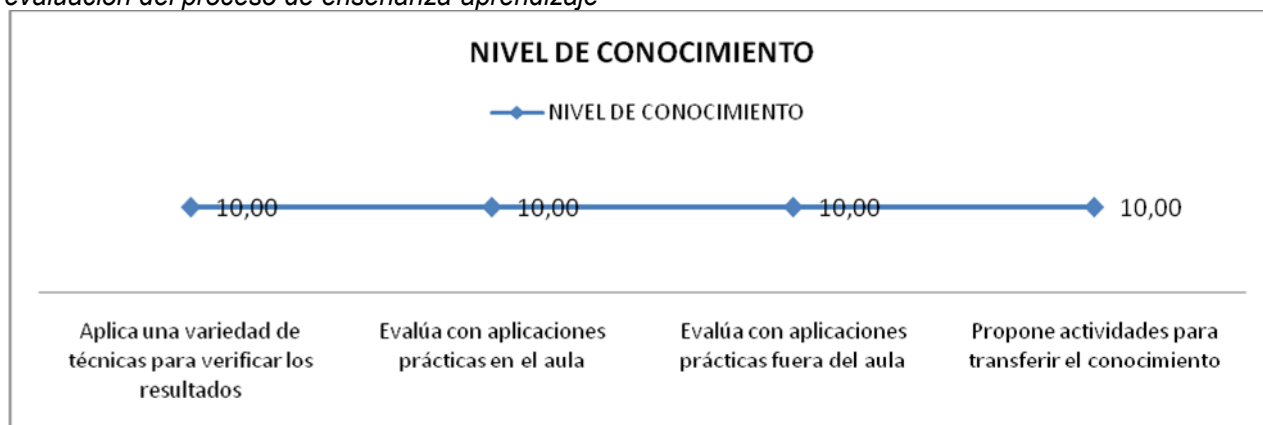 evaluación del proceso de enseñanza aprendizaje
NIVEL DE CONOCIMIENTO
NIVEL DE CONOCIMIENTO
10,00 10,00 10,00 10,00
Aplica una variedad de
técnicas para verificar los
resultados
Evalúa con aplicaciones
prácticas en el aula
Evalúa con aplicaciones
prácticas fuera del aula
Propone actividades para
transferir el conocimiento